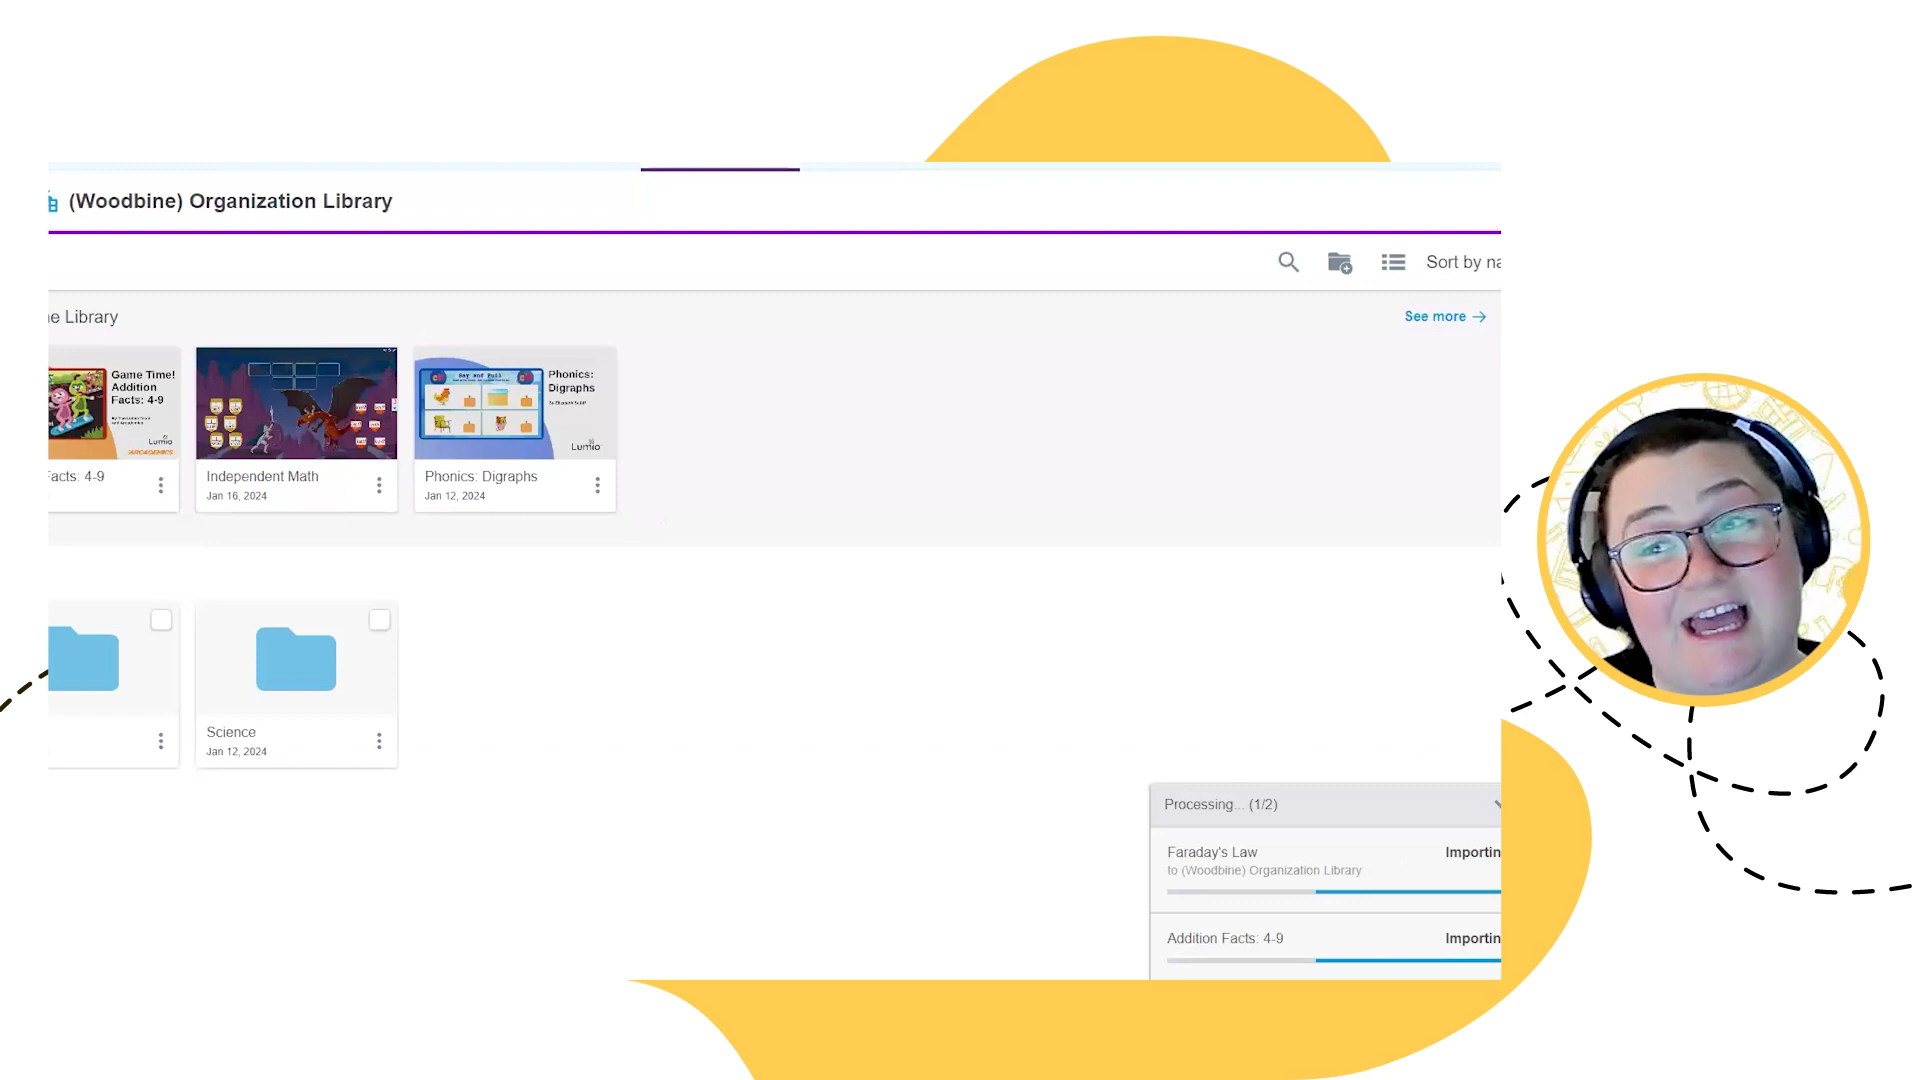 (Woodbine) Organization Library
Sort by na
e Library
See more
Game Time!
Addition
Facts: 4-9
Lumio
acts: 4-9
Independent Math
Jan 16, 2024
Phonics:
Digraphs
Lumio
Phonics: Digraphs
Jan 12, 2024
Science
Jan 12, 2024
Processing... (1/2)
Faraday's Law
Importin
to (Woodbine) Organization Library
Addition Facts: 4-9
Importin